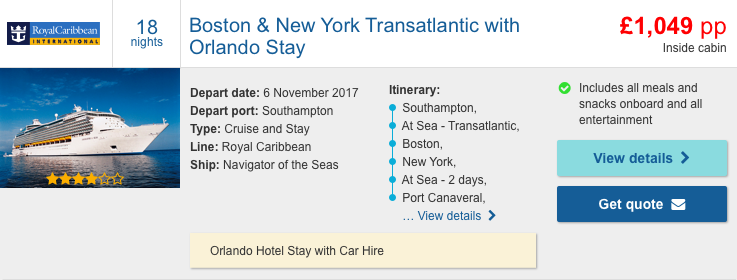 RoyalCaribbean
INTERNATIONAL
18
nights
Boston & New York Transatlantic with
Orlando Stay
£1,049 pp
Inside cabin
Depart date: 6 November 2017
Depart port: Southampton
Type: Cruise and Stay
Line: Royal Caribbean
Ship: Navigator of the Seas
Itinerary:
Southampton,
At Sea - Transatlantic,
Boston,
New York,
At Sea - 2 days,
Port Canaveral,
... View details
Includes all meals and
snacks onboard and all
entertainment
View details
Get quote
Orlando Hotel Stay with Car Hire